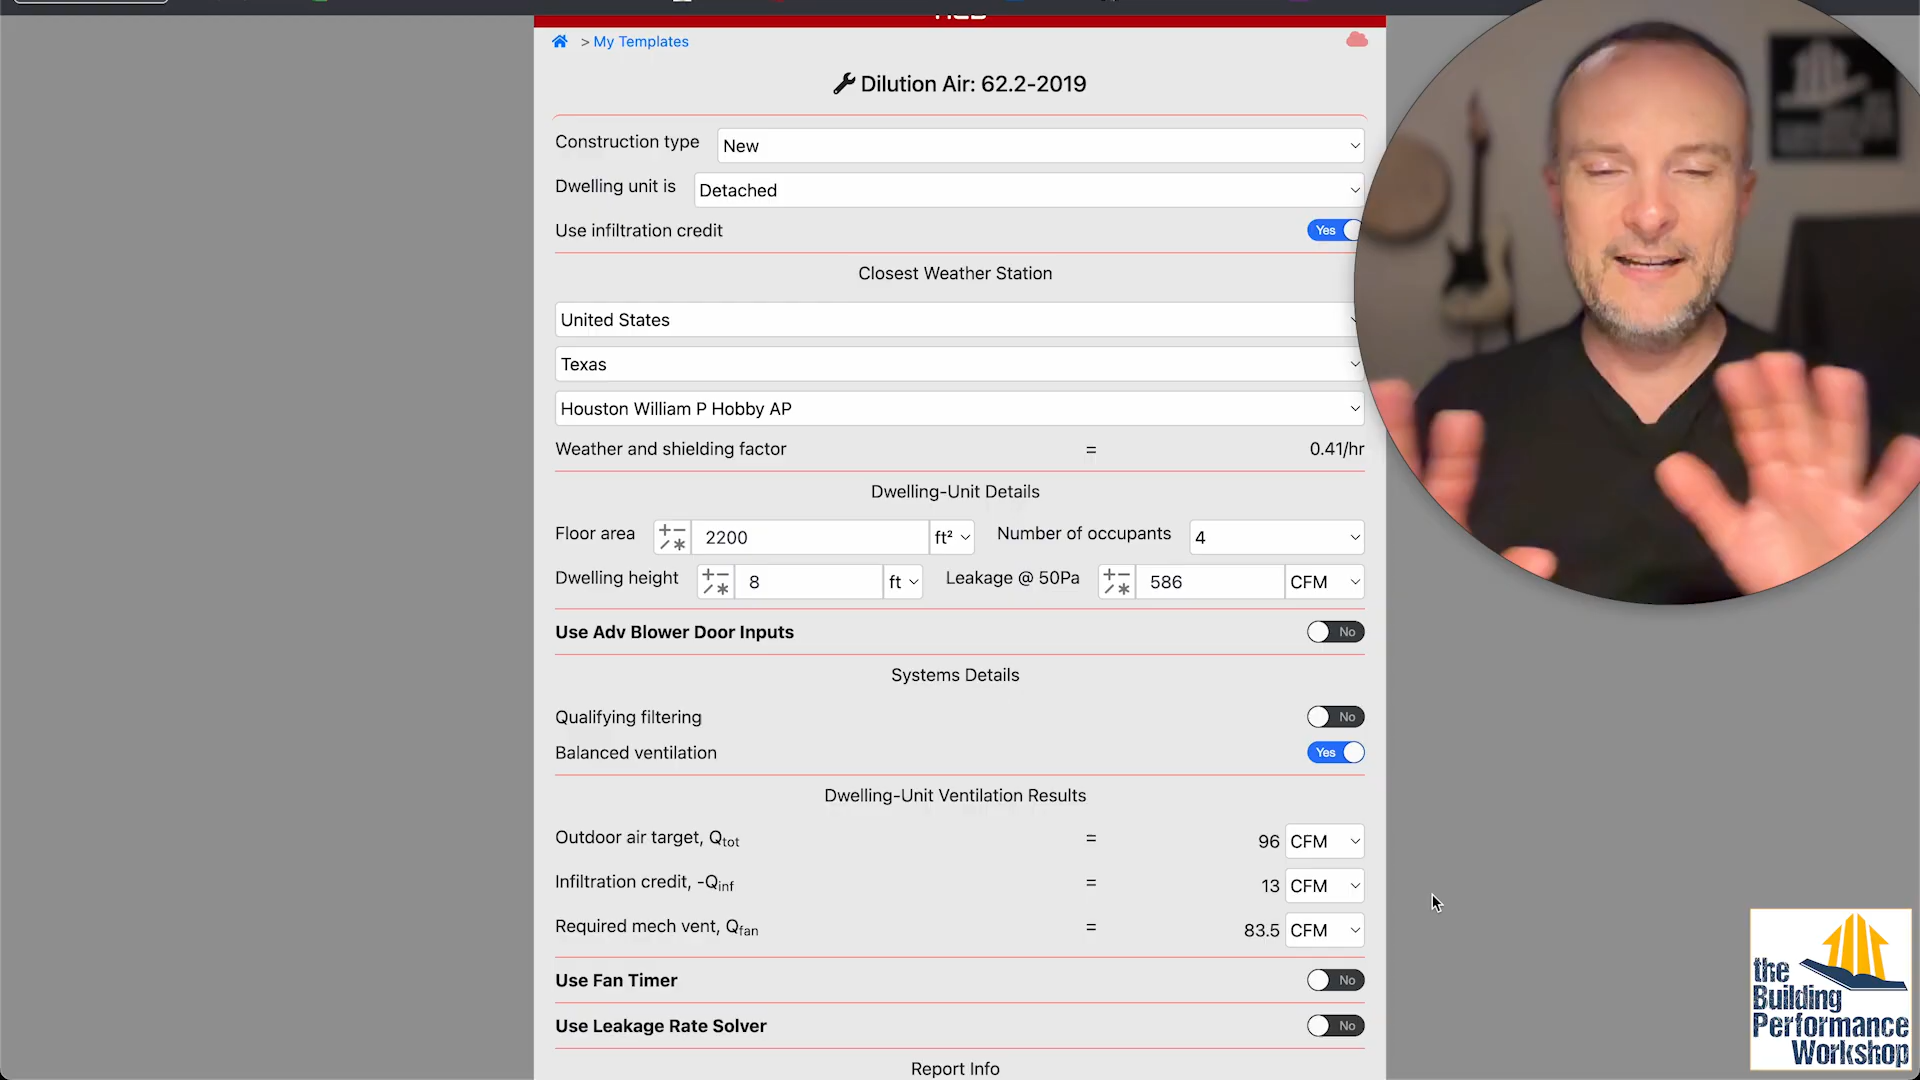 > My Templates
Dilution Air: 62.2-2019
Construction type New
Dwelling unit is Detached
Use infiltration credit Yes
Closest Weather Station
United States
Texas
Houston William P Hobby AP
Weather and shielding factor = 0.41/hr
Dwelling-Unit Details
Floor area 2200 ft² Number of occupants 4
Dwelling height 8 ft Leakage @ 50Pa 586 CFM
Use Adv Blower Door Inputs No
Systems Details
Qualifying filtering No
Balanced ventilation Yes
Dwelling-Unit Ventilation Results
Outdoor air target, Qtot = 96 CFM
Infiltration credit, -Qinf = 13 CFM
Required mech vent, Qfan = 83.5 CFM
Use Fan Timer No
Use Leakage Rate Solver No
Report Info
the
Building
Performance
Workshop